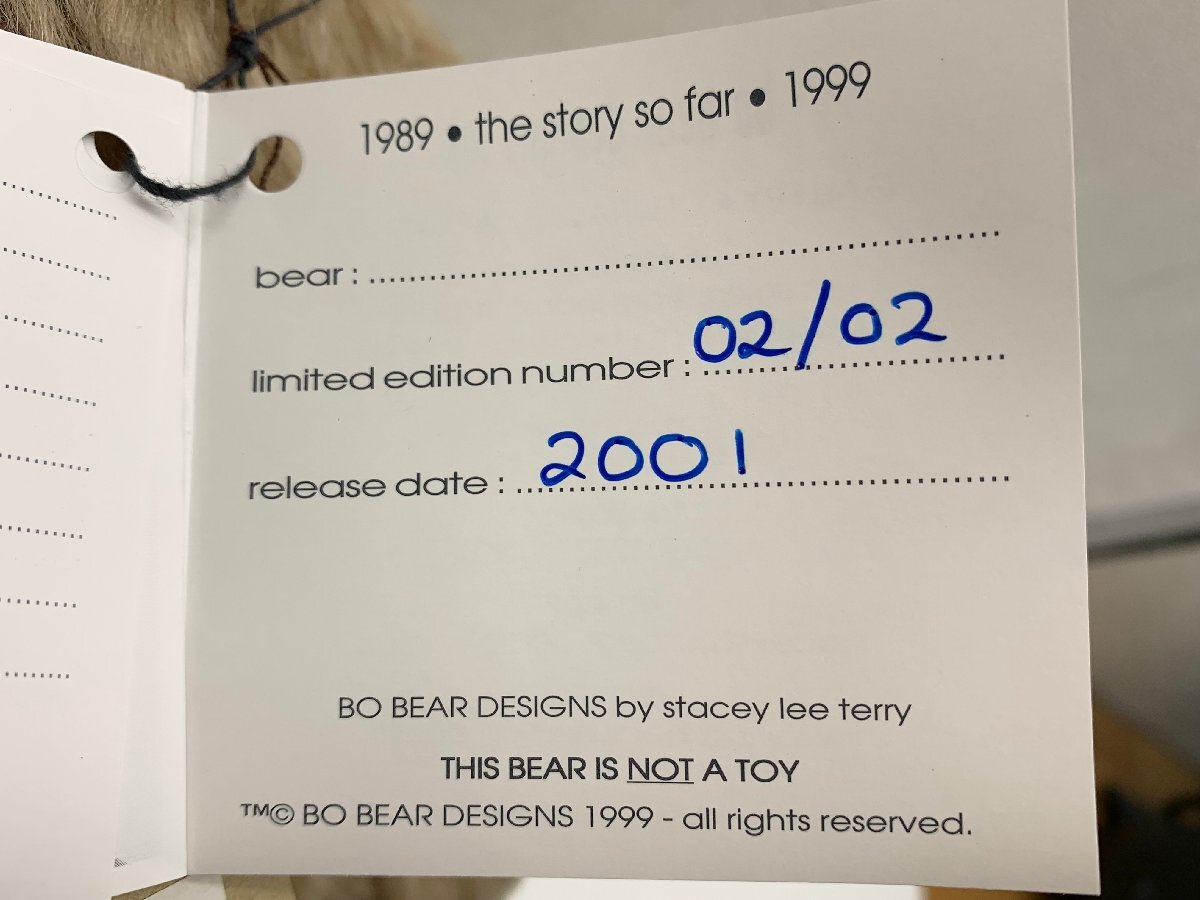 1989 • the story so far • 1999
bear : ..............................................................
limited edition number : 02/02
release date : 2001
BO BEAR DESIGNS by stacey lee terry
THIS BEAR IS NOT A TOY
™© BO BEAR DESIGNS 1999 - all rights reserved.